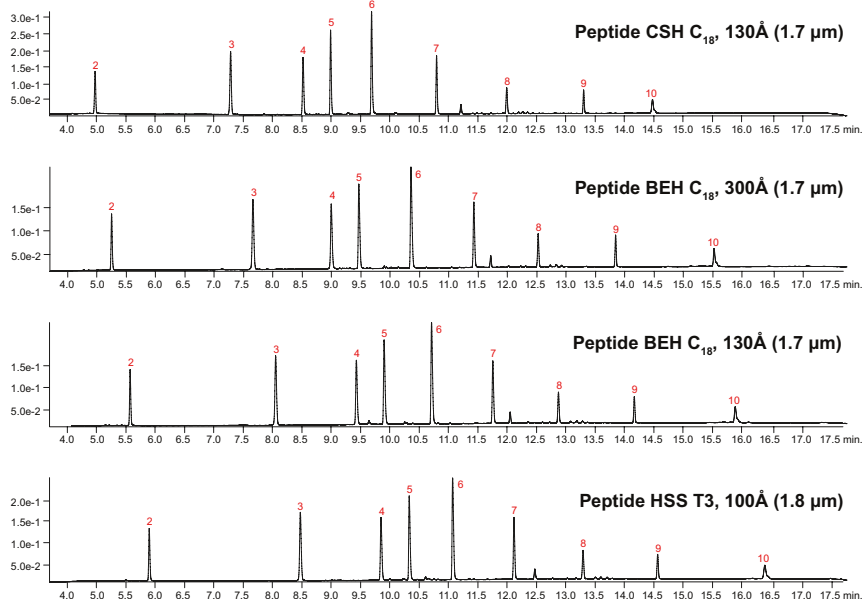 Peptide CSH C₁₈, 130Å (1.7 µm)
3.0e-1
2.5e-1
2.0e-1
1.5e-1
1.0e-1
5.0e-2
2 3 4 5 6 7 8 9 10
4.0 5.0 5.5 6.0 6.5 7.0 7.5 8.0 8.5 9.0 9.5 10.0 10.5 11.0 11.5 12.0 12.5 13.0 13.5 14.0 14.5 15.0 15.5 16.0 16.5 17.0 17.5 min.
Peptide BEH C₁₈, 300Å (1.7 µm)
1.5e-1
1.0e-1
5.0e-2
2 3 4 5 6 7 8 9 10
4.0 5.0 5.5 6.0 6.5 7.0 7.5 8.0 8.5 9.0 9.5 10.0 10.5 11.0 11.5 12.0 12.5 13.0 13.5 14.0 14.5 15.0 15.5 16.0 16.5 17.0 17.5 min.
Peptide BEH C₁₈, 130Å (1.7 µm)
1.5e-1
1.0e-1
5.0e-2
2 3 4 5 6 7 8 9 10
4.0 5.0 5.5 6.0 6.5 7.0 7.5 8.0 8.5 9.0 9.5 10.0 10.5 11.0 11.5 12.0 12.5 13.0 13.5 14.0 14.5 15.0 15.5 16.0 16.5 17.0 17.5 min.
Peptide HSS T3, 100Å (1.8 µm)
2.0e-1
1.5e-1
1.0e-1
5.0e-2
2 3 4 5 6 7 8 9 10
4.0 5.0 5.5 6.0 6.5 7.0 7.5 8.0 8.5 9.0 9.5 10.0 10.5 11.0 11.5 12.0 12.5 13.0 13.5 14.0 14.5 15.0 15.5 16.0 16.5 17.0 17.5 min.